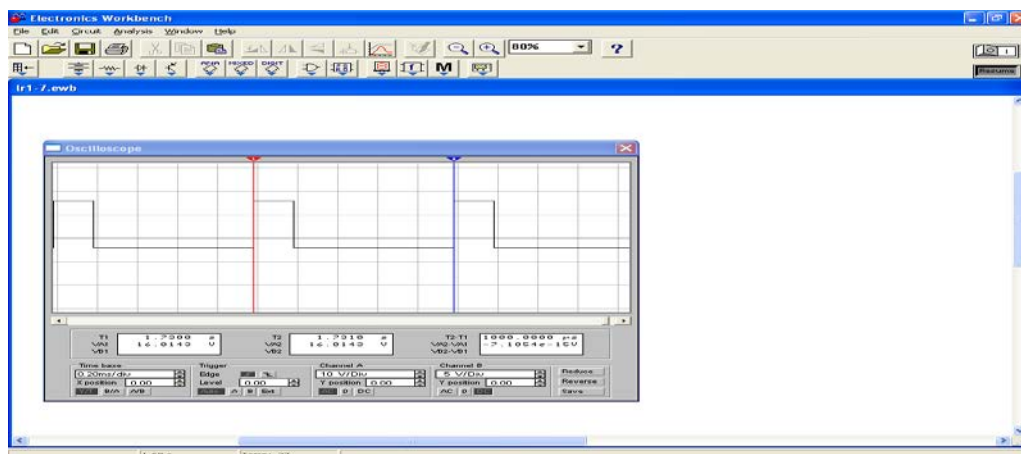 Electronics Workbench
File Edit Circuit Analysis Window Help
80% ?
M
Resume
lr1-7.ewb
Oscilloscope
T1 1.7300 s T2 1.7310 s T2-T1 1000.0000 µs
VA1 16.0143 V VA2 16.0143 V VA2-VA1 -7.1054e-15V
VB1 VB2 VB2-VB1
Time base Trigger Channel A Channel B
0.20ms/div Edge 10 V/Div 5 V/Div Reduce
X position 0.00 Level 0.00 Y position 0.00 Y position 0.00 Reverse
Y/T B/A A/B Auto A B Ext AC 0 DC AC 0 DC Save